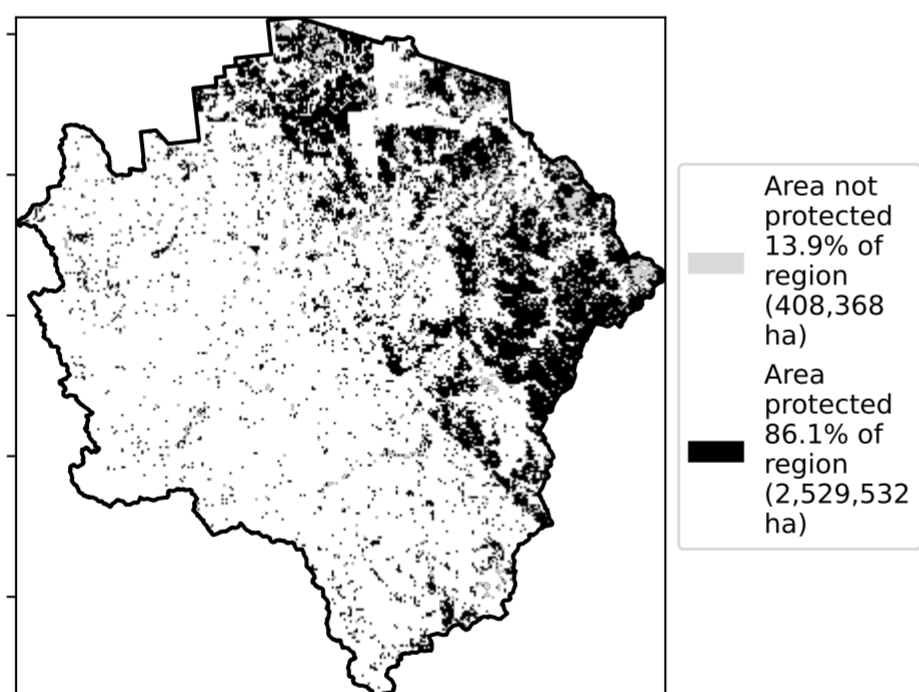 Area not
protected
13.9% of
region
(408,368
ha)
Area
protected
86.1% of
region
(2,529,532
ha)